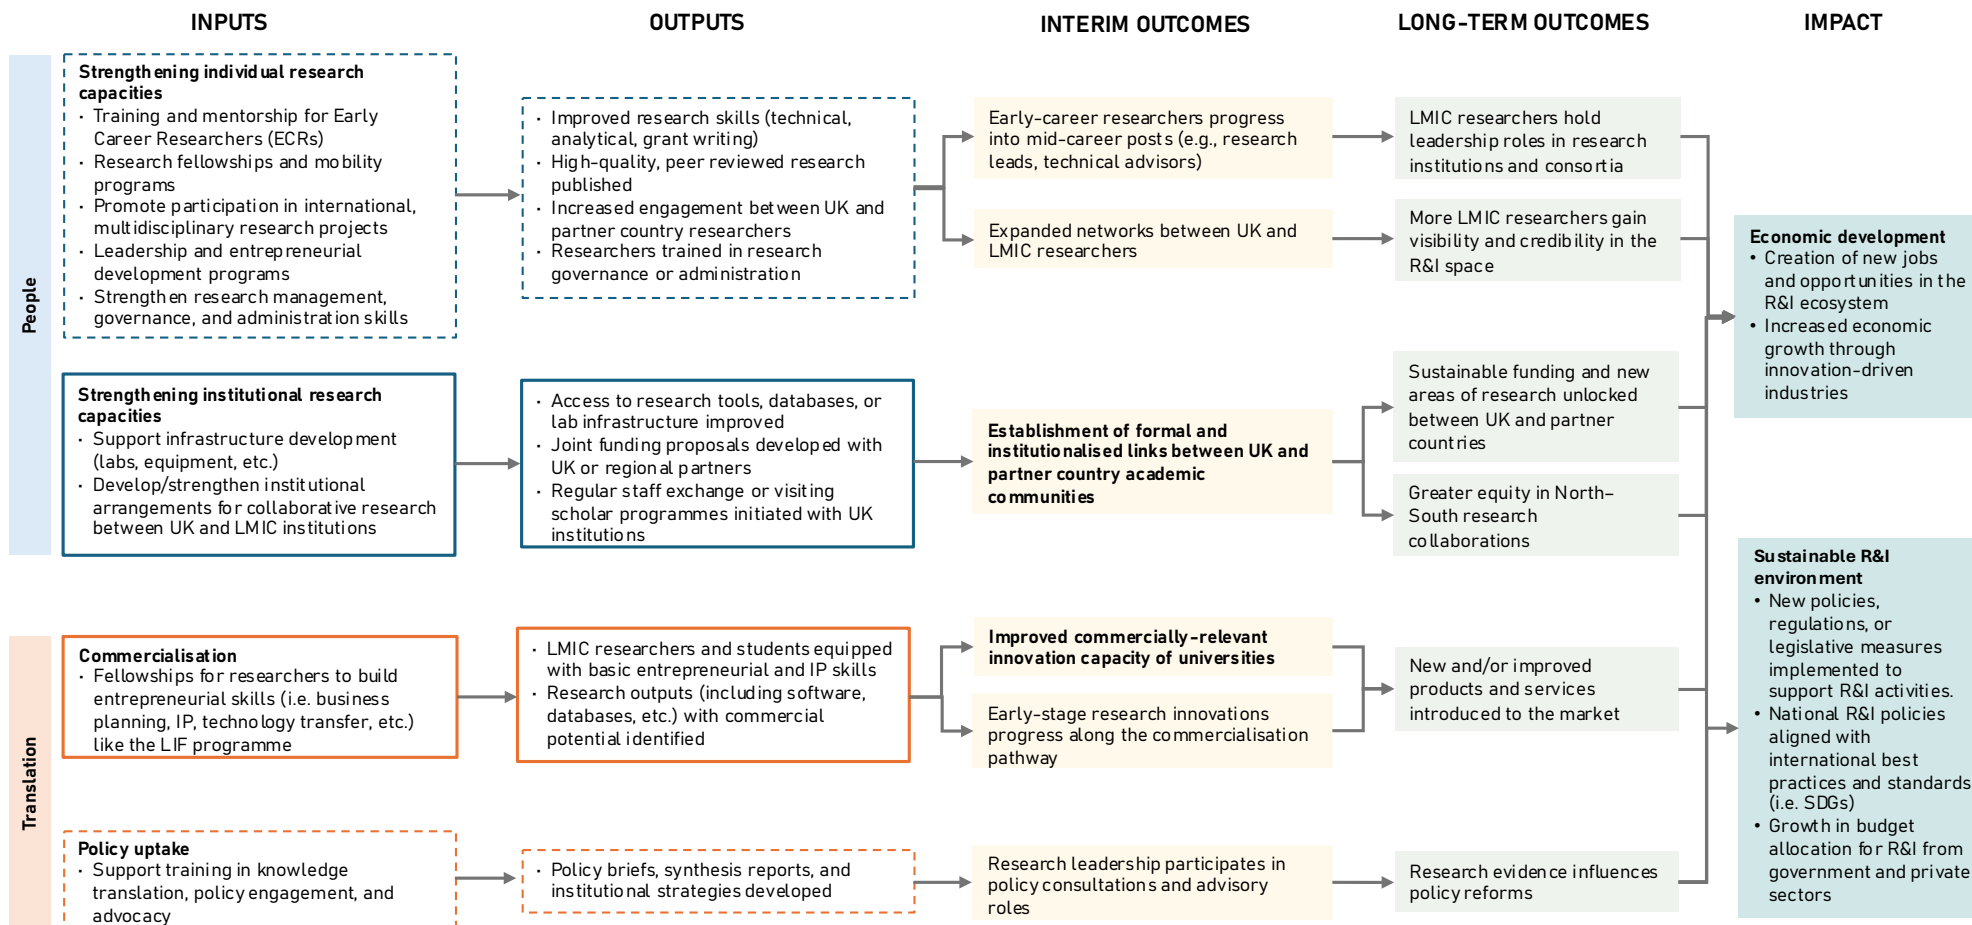 INPUTS
OUTPUTS
INTERIM OUTCOMES
LONG-TERM OUTCOMES
IMPACT
People
Strengthening individual research
capacities
· Training and mentorship for Early
Career Researchers (ECRs)
· Research fellowships and mobility
programs
· Promote participation in international,
multidisciplinary research projects
· Leadership and entrepreneurial
development programs
· Strengthen research management,
governance, and administration skills
· Improved research skills (technical,
analytical, grant writing)
· High-quality, peer reviewed research
published
· Increased engagement between UK and
partner country researchers
· Researchers trained in research
governance or administration
Early-career researchers progress
into mid-career posts (e.g., research
leads, technical advisors)
Expanded networks between UK and
LMIC researchers
LMIC researchers hold
leadership roles in research
institutions and consortia
More LMIC researchers gain
visibility and credibility in the
R&I space
Strengthening institutional research
capacities
· Support infrastructure development
(labs, equipment, etc.)
· Develop/strengthen institutional
arrangements for collaborative research
between UK and LMIC institutions
· Access to research tools, databases, or
lab infrastructure improved
· Joint funding proposals developed with
UK or regional partners
· Regular staff exchange or visiting
scholar programmes initiated with UK
institutions
Establishment of formal and
institutionalised links between UK and
partner country academic
communities
Sustainable funding and new
areas of research unlocked
between UK and partner
countries
Greater equity in North–
South research
collaborations
Economic development
• Creation of new jobs
and opportunities in the
R&I ecosystem
• Increased economic
growth through
innovation-driven
industries
Translation
Commercialisation
· Fellowships for researchers to build
entrepreneurial skills (i.e. business
planning, IP, technology transfer, etc.)
like the LIF programme
· LMIC researchers and students equipped
with basic entrepreneurial and IP skills
· Research outputs (including software,
databases, etc.) with commercial
potential identified
Improved commercially-relevant
innovation capacity of universities
Early-stage research innovations
progress along the commercialisation
pathway
New and/or improved
products and services
introduced to the market
Policy uptake
· Support training in knowledge
translation, policy engagement, and
advocacy
· Policy briefs, synthesis reports, and
institutional strategies developed
Research leadership participates in
policy consultations and advisory
roles
Research evidence influences
policy reforms
Sustainable R&I
environment
• New policies,
regulations, or
legislative measures
implemented to
support R&I activities.
• National R&I policies
aligned with
international best
practices and standards
(i.e. SDGs)
• Growth in budget
allocation for R&I from
government and private
sectors